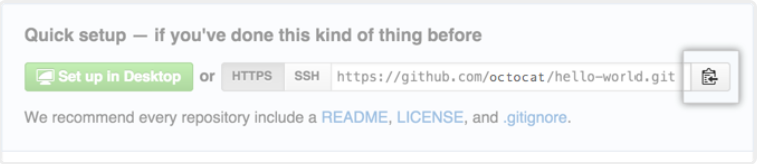 Quick setup — if you've done this kind of thing before
Set up in Desktop or HTTPS SSH https://github.com/octocat/hello-world.git
We recommend every repository include a README, LICENSE, and .gitignore.